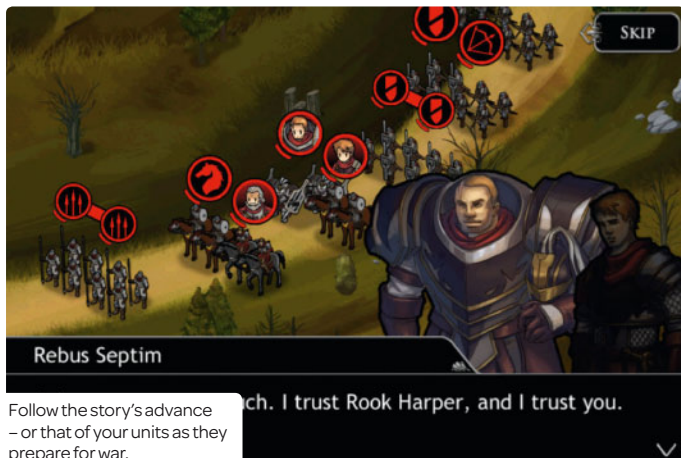 SKIP
Rebus Septim
I trust Rook Harper, and I trust you.
Follow the story's advance
– or that of your units as they
prepare for war.